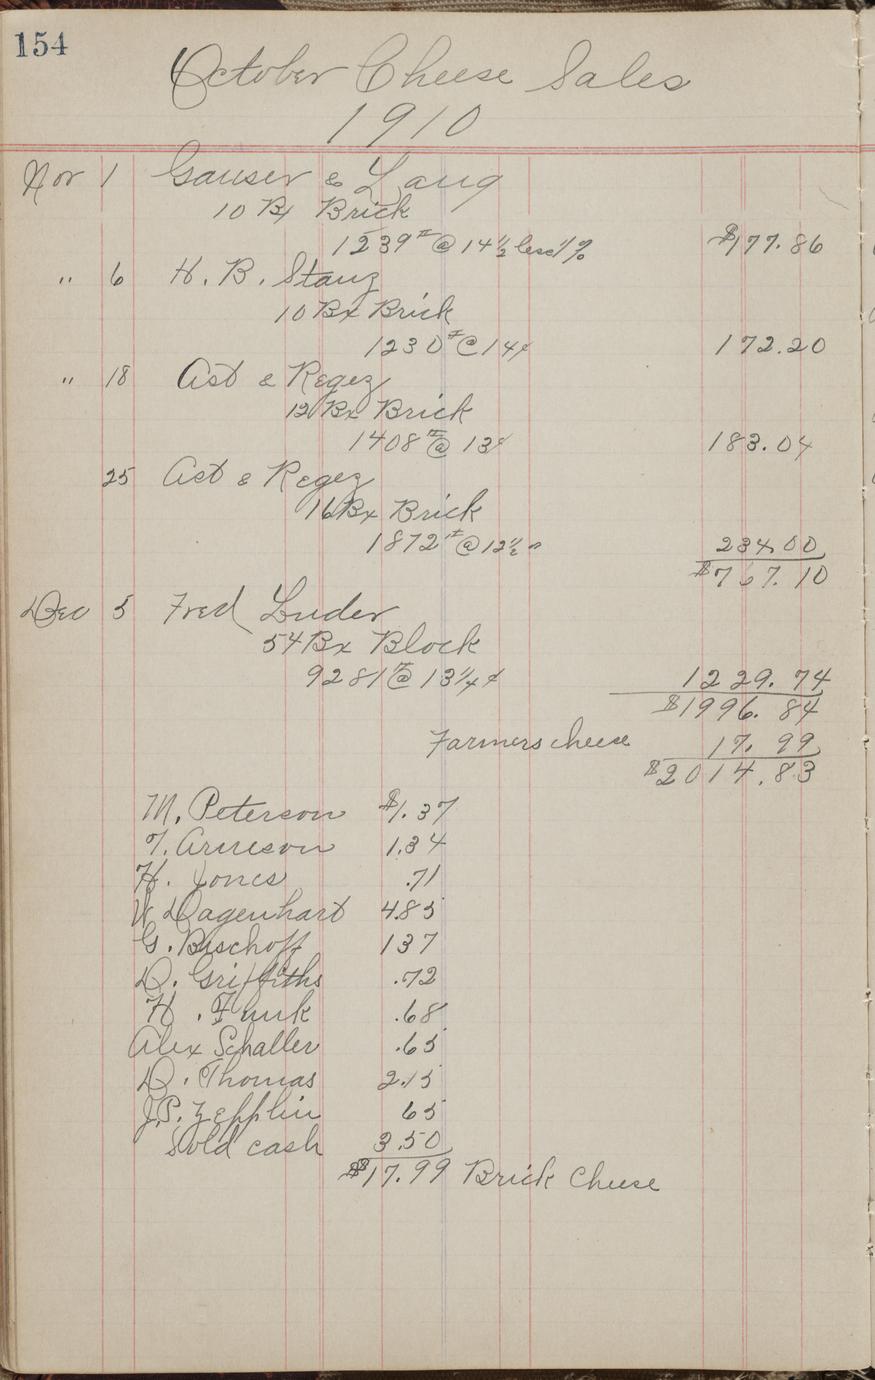 154
October Cheese Sales
1910
Nov 1 Gauser & Lang
10 Bx Brick
1239# @ 14½ less 1% $177.86
" 6 H. B. Stanz
10 Bx Brick
1230# @ 14¢ 172.20
" 18 Ast & Regez
12 Bx Brick
1408# @ 13¢ 183.04
25 Ast & Regez
16 Bx Brick
1872# @ 12½ " 234.00
$767.10
Dec 5 Fred Luder
54 Bx Block
9281# @ 13¼¢ 1229.74
$1996.84
Farmers cheese 17.99
$2014.83
M. Peterson $1.37
T. Arneson 1.34
H. Jones .71
W Dagenhart 4.85
G. Bischoff 137
D. Griffiths .72
H. Funk .68
Alex Schaller .65
D. Thomas 2.15
J.P. Zepplin 65
Sold cash 3.50
$17.99 Brick Cheese